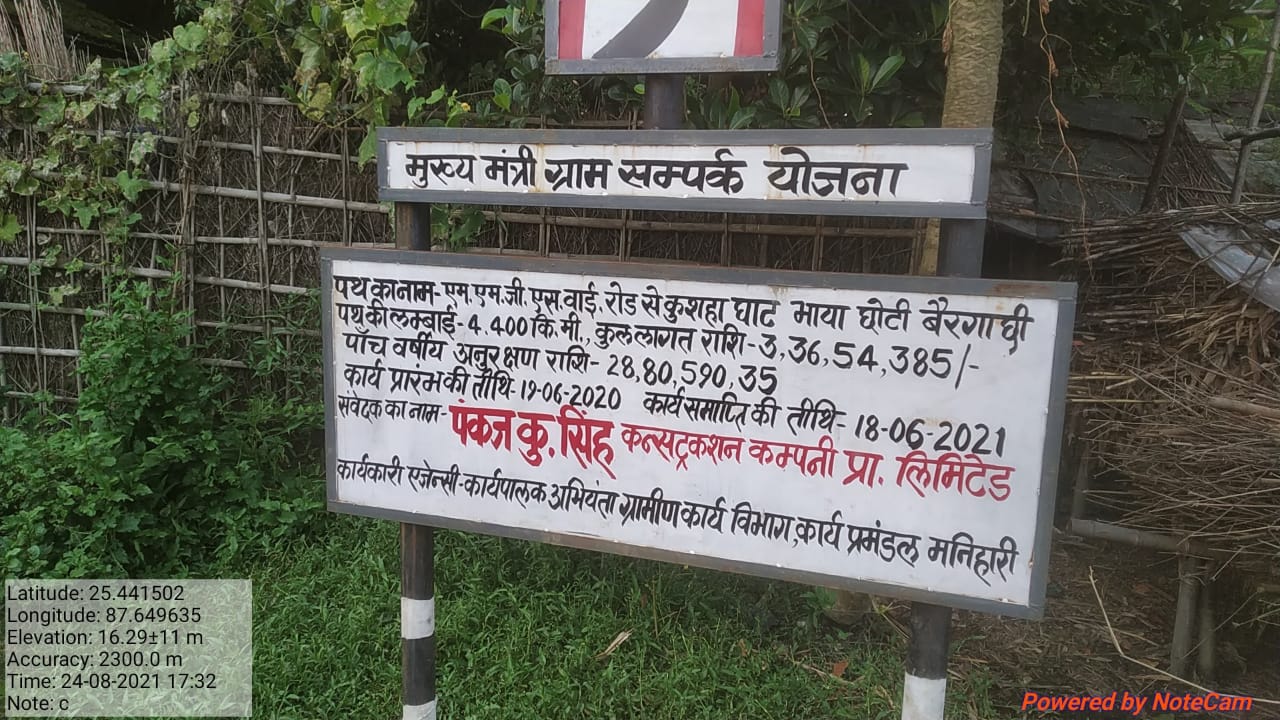 मुख्य मंत्री ग्राम सम्पर्क योजना
पथ का नाम- एम. एम. जी. एस. वाई. रोड से कुशहा घाट भाया छोटी बैरगाछी
पथ की लम्बाई- 4.400 कि. मी., कुल लागत राशि- 3,36,54,385/-
पाँच वर्षीय अनुरक्षण राशि- 28,80,590,35
कार्य प्रारंभ की तीथि- 19-06-2020 कार्य समाप्ति की तीथि- 18-06-2021
संवेदक का नाम- पंकज कु. सिंह कन्सट्रकशन कम्पनी प्रा. लिमिटेड
कार्यकारी एजेन्सी- कार्यपालक अभियंता ग्रामीण कार्य विभाग, कार्य प्रमंडल मनिहारी
Latitude: 25.441502
Longitude: 87.649635
Elevation: 16.29±11 m
Accuracy: 2300.0 m
Time: 24-08-2021 17:32
Note: c
Powered by NoteCam